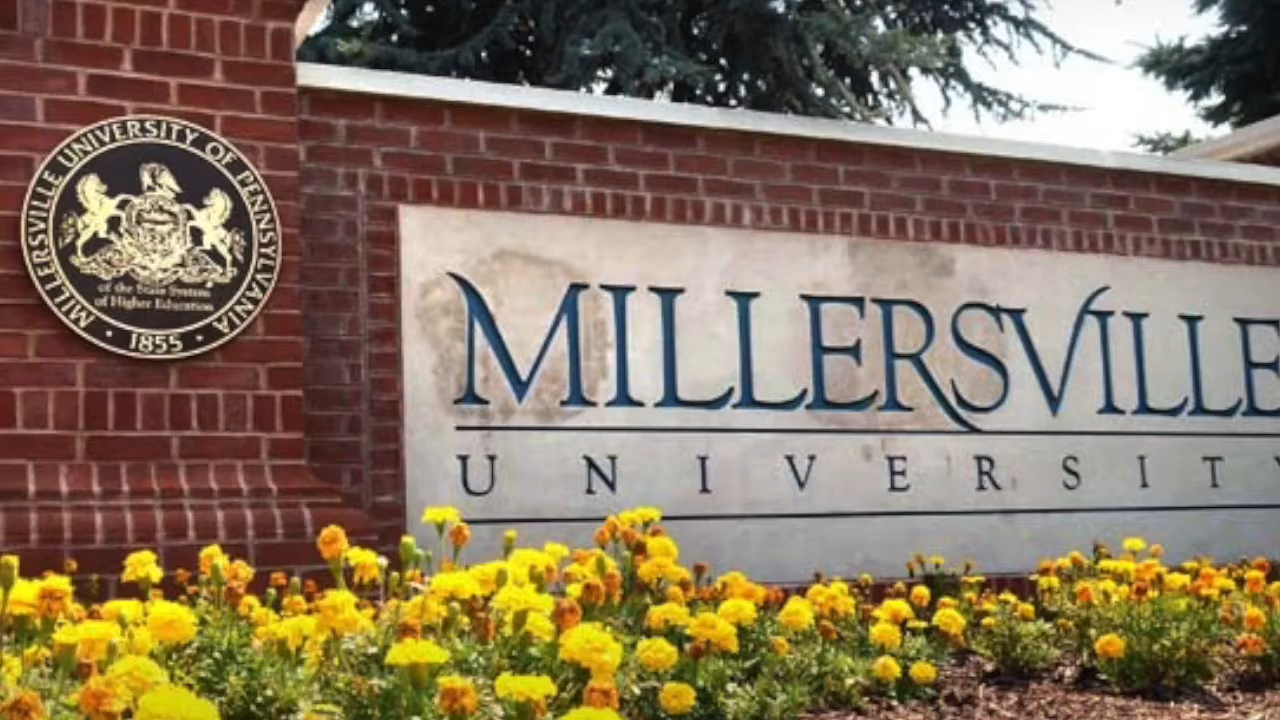 MILLERSVILLE UNIVERSITY OF PENNSYLVANIA
of the State System
of Higher Education
· 1855 ·
MILLERSVILLE
UNIVERSITY